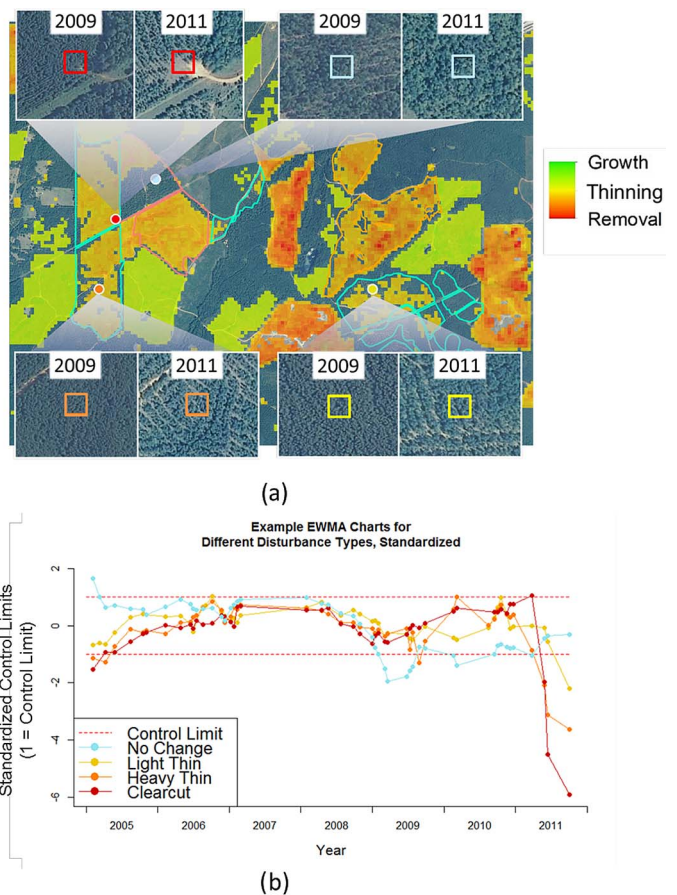 2009
2011
2009
2011
Growth
Thinning
Removal
2009
2011
2009
2011
(a)
Example EWMA Charts for
Different Disturbance Types, Standardized
Standardized Control Limits
(1 = Control Limit)
2
0
-2
-4
-6
Control Limit
No Change
Light Thin
Heavy Thin
Clearcut
2005
2006
2007
2008
2009
2010
2011
Year
(b)